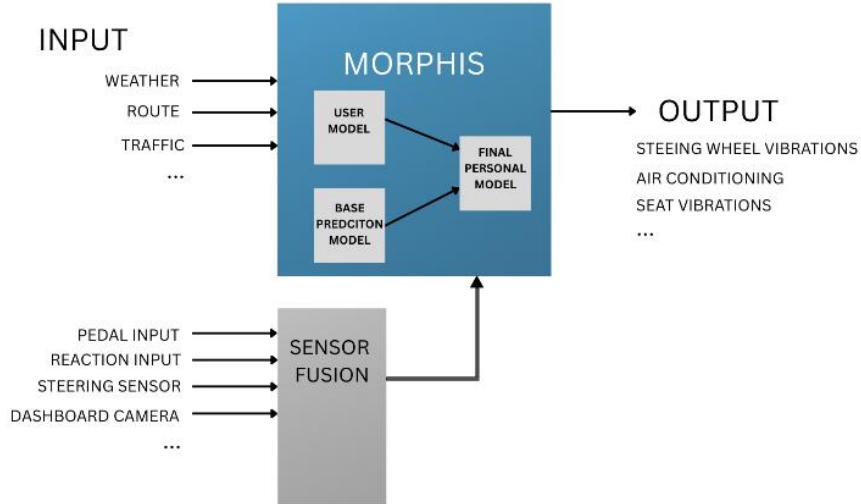 INPUT
WEATHER
ROUTE
TRAFFIC
...
MORPHIS
USER
MODEL
BASE
PREDCITON
MODEL
FINAL
PERSONAL
MODEL
OUTPUT
STEEING WHEEL VIBRATIONS
AIR CONDITIONING
SEAT VIBRATIONS
...
PEDAL INPUT
REACTION INPUT
STEERING SENSOR
DASHBOARD CAMERA
...
SENSOR
FUSION